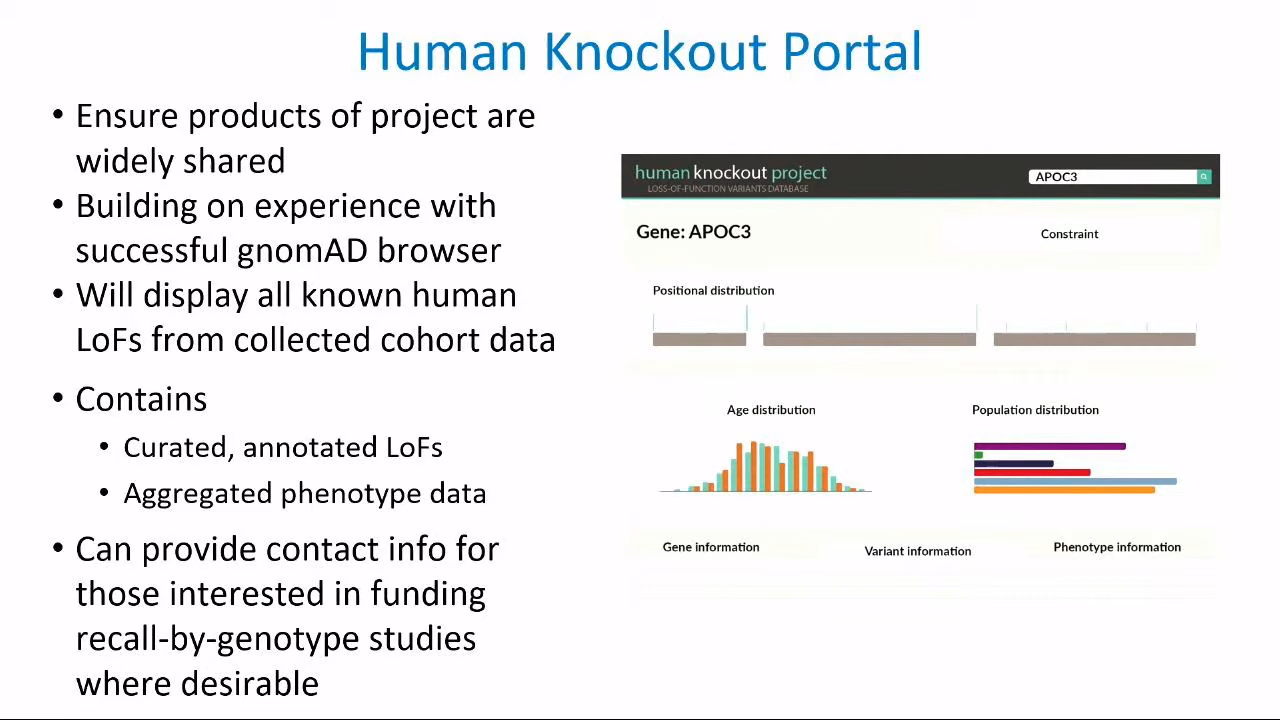 Human Knockout Portal
• Ensure products of project are
widely shared
• Building on experience with
successful gnomAD browser
• Will display all known human
LoFs from collected cohort data
• Contains
• Curated, annotated LoFs
• Aggregated phenotype data
• Can provide contact info for
those interested in funding
recall-by-genotype studies
where desirable
human knockout project
LOSS-OF-FUNCTION VARIANTS DATABASE
APOC3
Gene: APOC3
Constraint
Positional distribution
Age distribution
Population distribution
Gene information
Variant information
Phenotype information